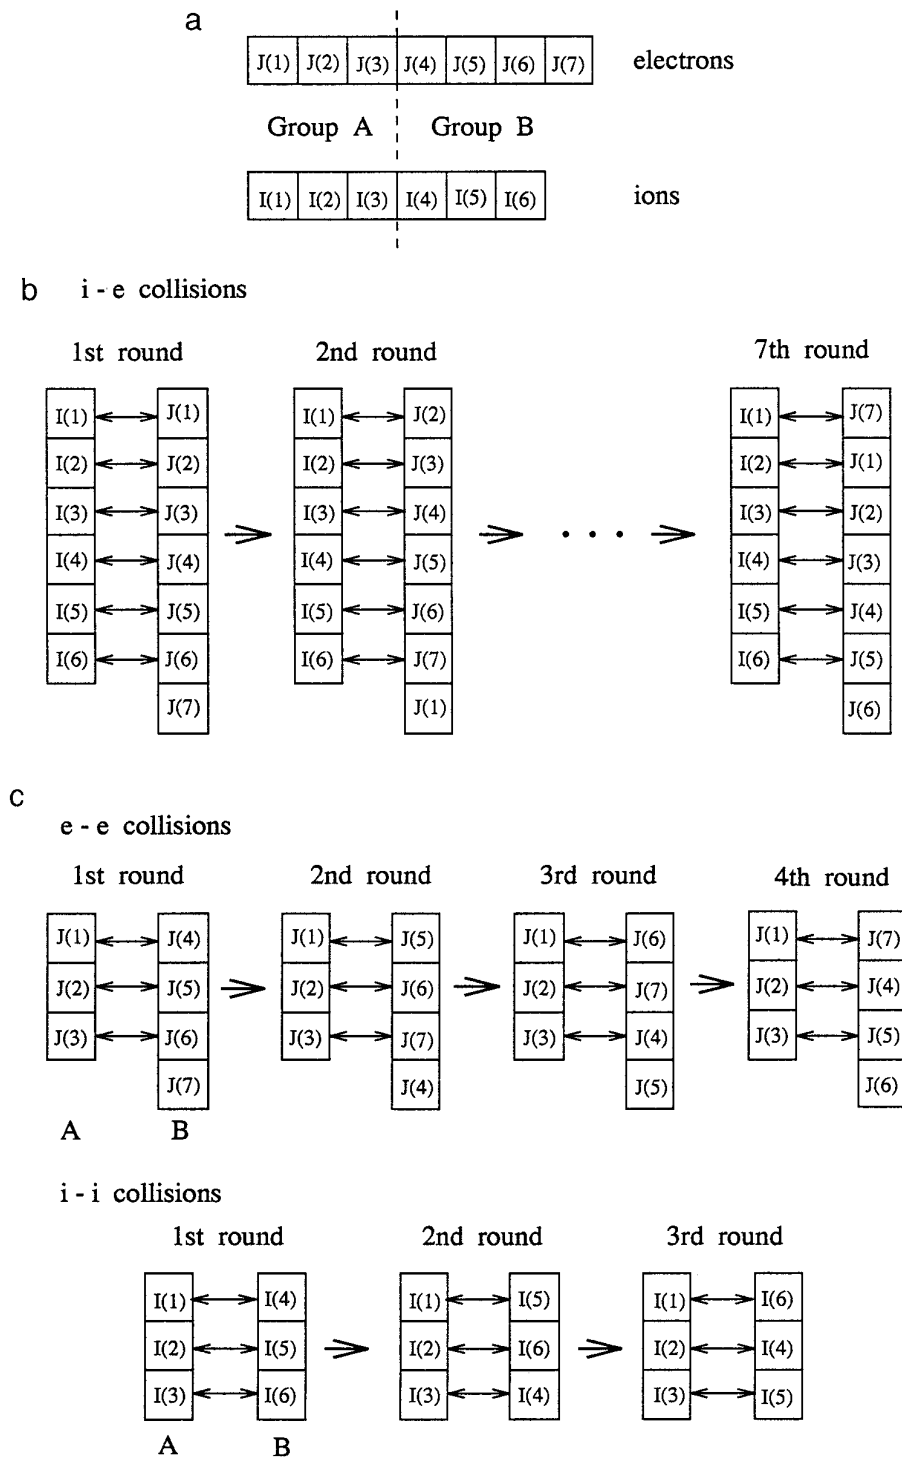 a
J(1) J(2) J(3) J(4) J(5) J(6) J(7) electrons
Group A Group B
I(1) I(2) I(3) I(4) I(5) I(6) ions
b i - e collisions
1st round 2nd round 7th round
I(1) J(1) I(1) J(2) I(1) J(7)
I(2) J(2) I(2) J(3) I(2) J(1)
I(3) J(3) I(3) J(4) I(3) J(2)
I(4) J(4) I(4) J(5) . . . I(4) J(3)
I(5) J(5) I(5) J(6) I(5) J(4)
I(6) J(6) I(6) J(7) I(6) J(5)
J(7) J(1) J(6)
c
e - e collisions
1st round 2nd round 3rd round 4th round
J(1) J(4) J(1) J(5) J(1) J(6) J(1) J(7)
J(2) J(5) J(2) J(6) J(2) J(7) J(2) J(4)
J(3) J(6) J(3) J(7) J(3) J(4) J(3) J(5)
J(7) J(4) J(5) J(6)
A B
i - i collisions
1st round 2nd round 3rd round
I(1) I(4) I(1) I(5) I(1) I(6)
I(2) I(5) I(2) I(6) I(2) I(4)
I(3) I(6) I(3) I(4) I(3) I(5)
A B